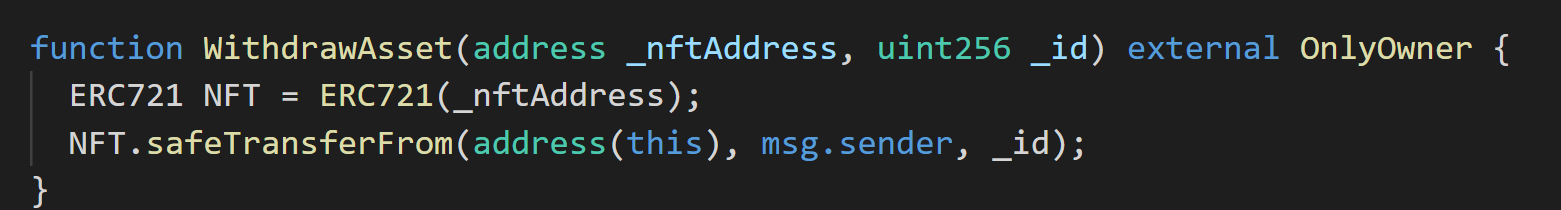 function WithdrawAsset(address _nftAddress, uint256 _id) external OnlyOwner {
ERC721 NFT = ERC721(_nftAddress);
NFT.safeTransferFrom(address(this), msg.sender, _id);
}